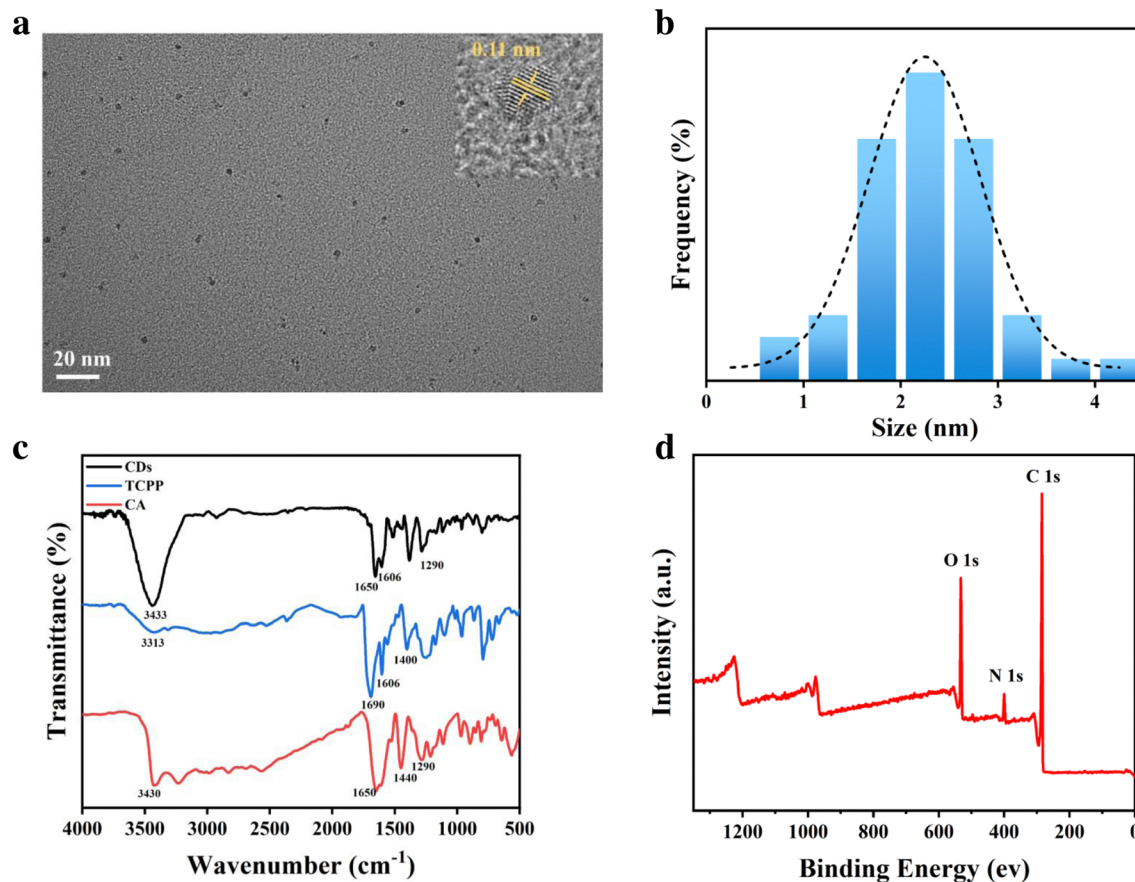 a
0.11 nm
20 nm
b
Frequency (%)
0 1 2 3 4
Size (nm)
c
CDs
TCPP
CA
Transmittance (%)
3433
1650
1606
1290
3313
1690
1606
1400
3430
1650
1440
1290
4000 3500 3000 2500 2000 1500 1000 500
Wavenumber (cm⁻¹)
d
C 1s
O 1s
N 1s
Intensity (a.u.)
1200 1000 800 600 400 200 0
Binding Energy (ev)